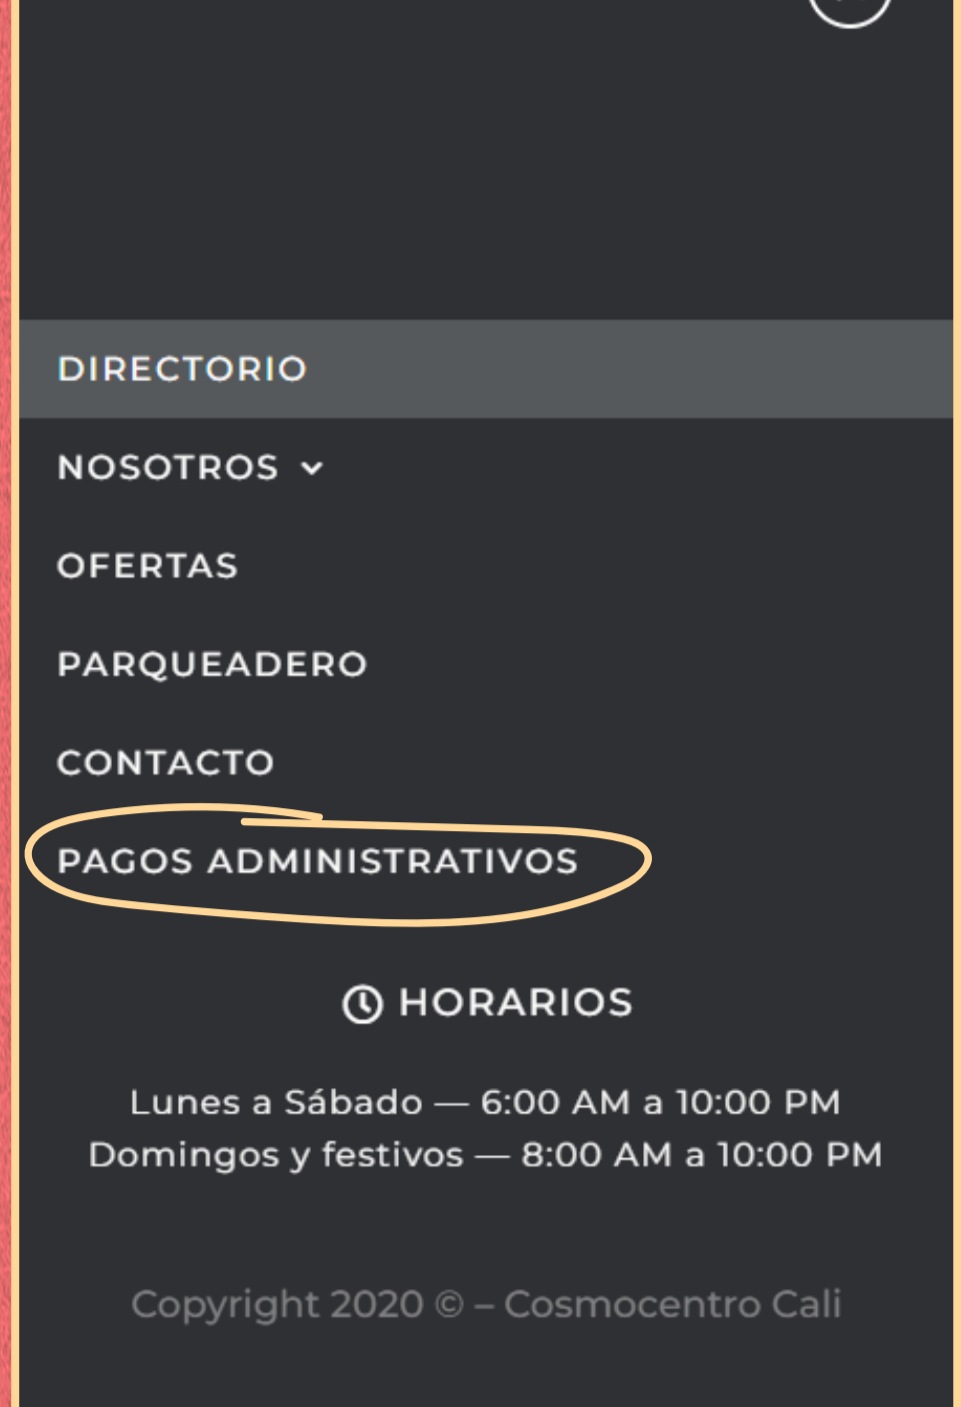 DIRECTORIO
NOSOTROS
OFERTAS
PARQUEADERO
CONTACTO
PAGOS ADMINISTRATIVOS
HORARIOS
Lunes a Sábado — 6:00 AM a 10:00 PM
Domingos y festivos — 8:00 AM a 10:00 PM
Copyright 2020 © – Cosmocentro Cali